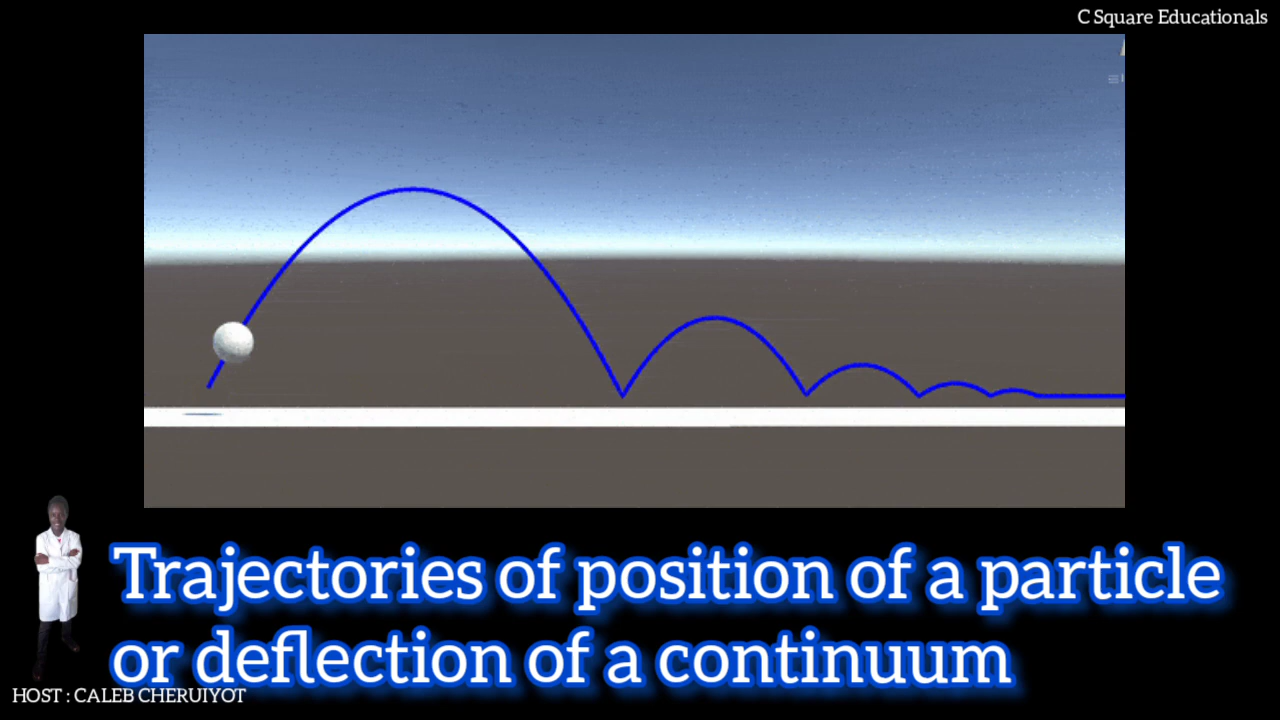 C Square Educationals
Trajectories of position of a particle
or deflection of a continuum
HOST : CALEB CHERUIYOT